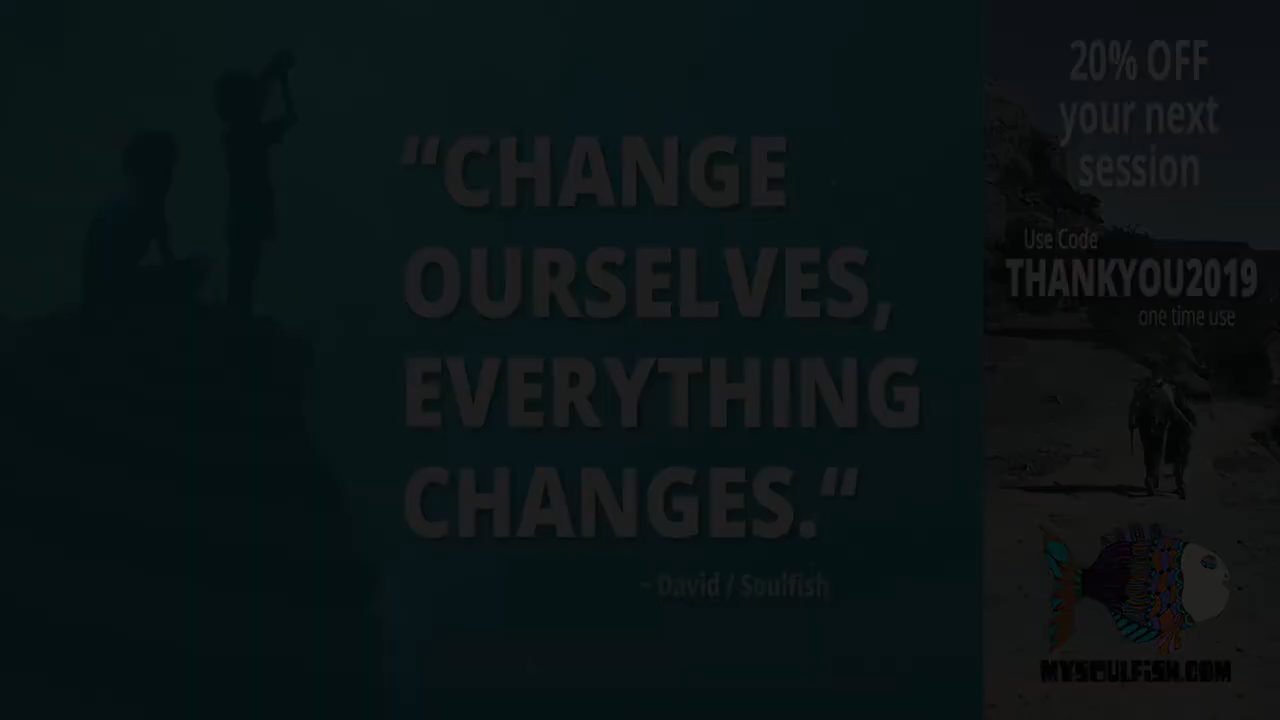 “CHANGE
OURSELVES,
EVERYTHING
CHANGES.“
- David / Soulfish
20% OFF
your next
session
Use Code
THANKYOU2019
one time use
MYSOULFISH.COM